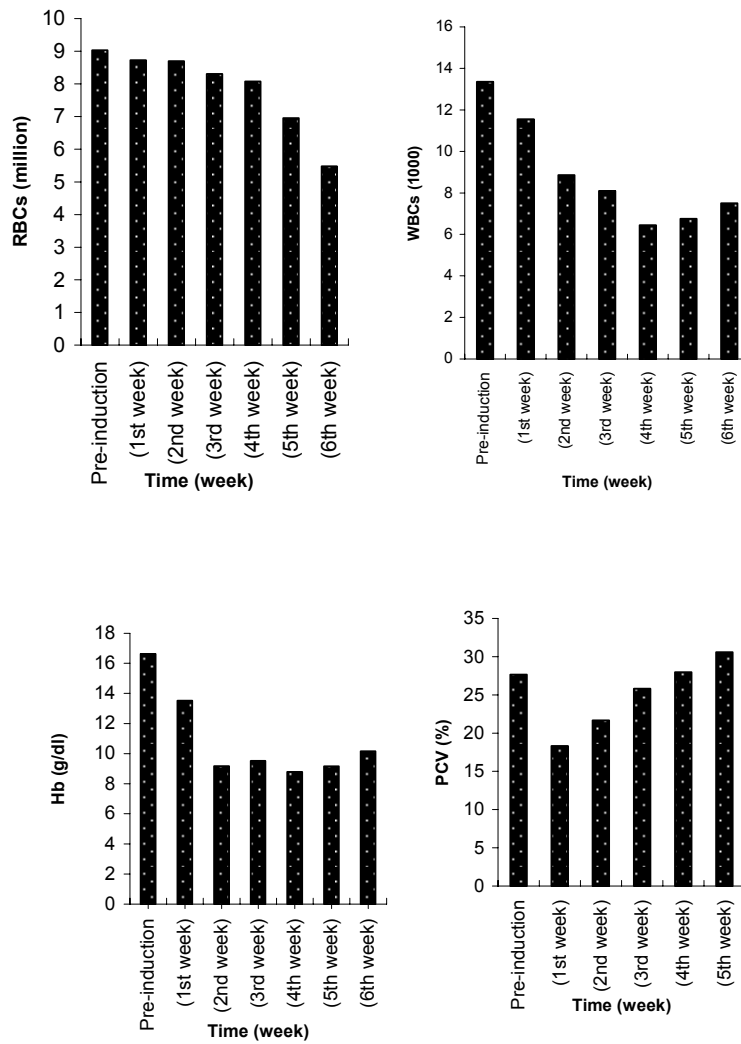 RBCs (million)
10
9
8
7
6
5
4
3
2
1
0
Pre-induction
(1st week)
(2nd week)
(3rd week)
(4th week)
(5th week)
(6th week)
Time (week)
WBCs (1000)
16
14
12
10
8
6
4
2
0
Pre-induction
(1st week)
(2nd week)
(3rd week)
(4th week)
(5th week)
(6th week)
Time (week)
Hb (g/dl)
18
16
14
12
10
8
6
4
2
0
Pre-induction
(1st week)
(2nd week)
(3rd week)
(4th week)
(5th week)
(6th week)
Time (week)
PCV (%)
35
30
25
20
15
10
5
0
Pre-induction
(1st week)
(2nd week)
(3rd week)
(4th week)
(5th week)
Time (week)